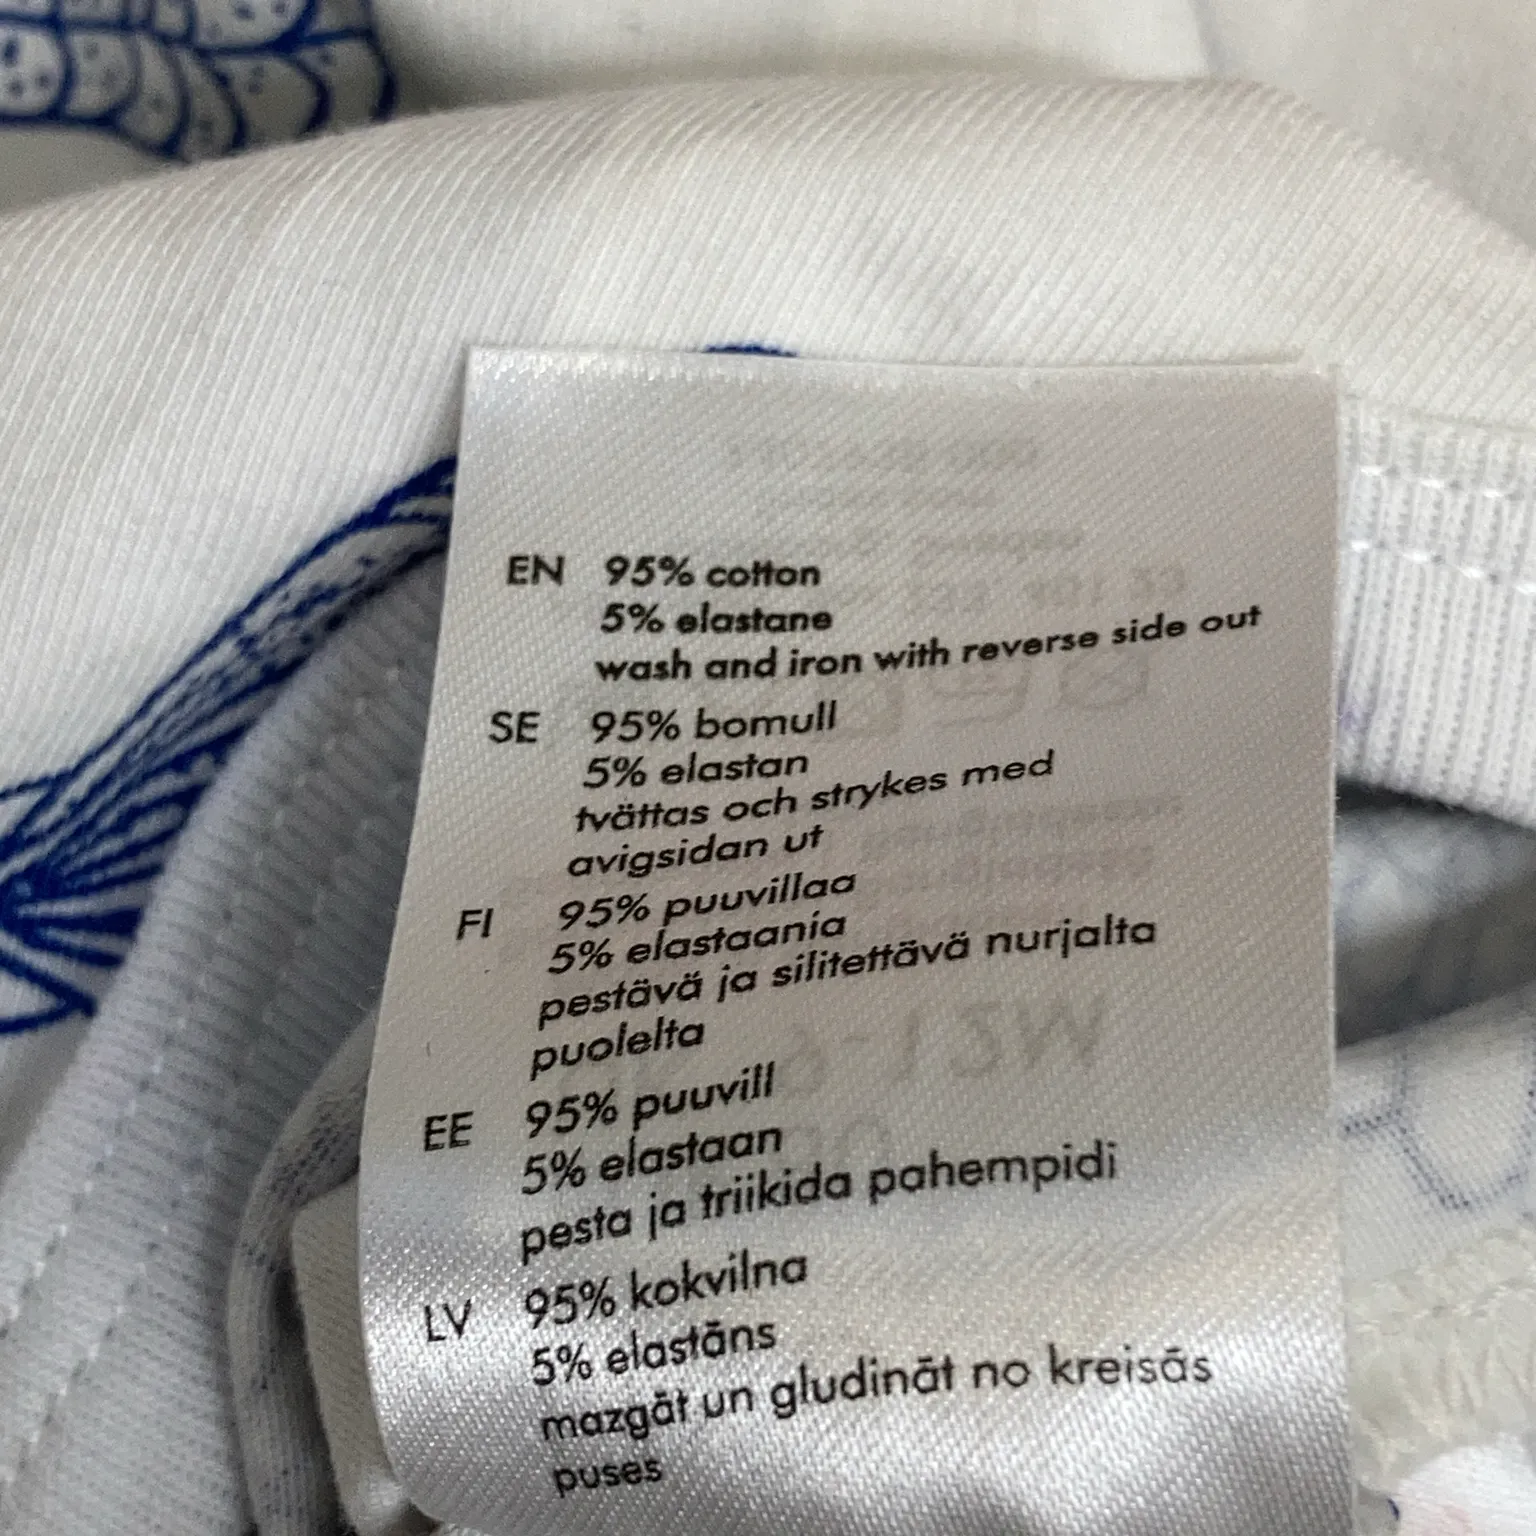 EN 95% cotton
5% elastane
wash and iron with reverse side out
SE 95% bomull
5% elastan
tvättas och strykes med
avigsidan ut
FI 95% puuvillaa
5% elastaania
pestävä ja silitettävä nurjalta
puolelta
EE 95% puuvill
5% elastaan
pesta ja triikida pahempidi
LV 95% kokvilna
5% elastāns
mazgāt un gludināt no kreisās
puses